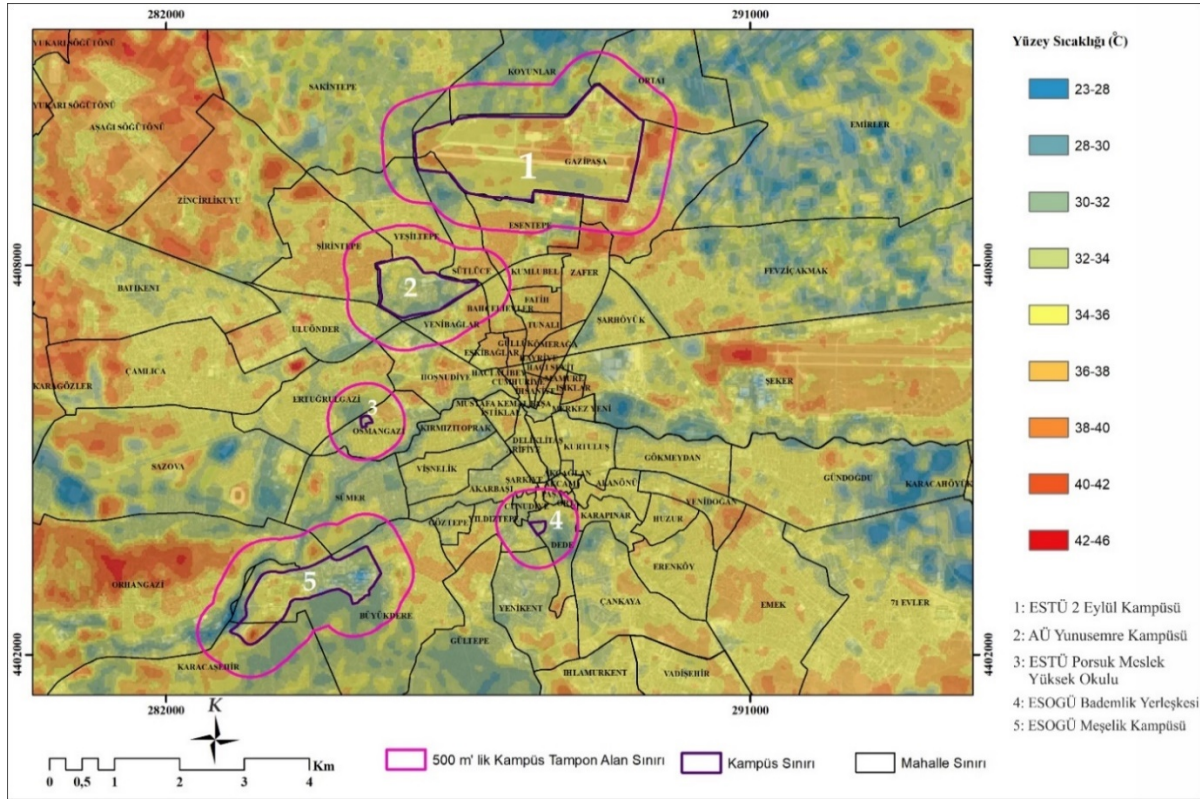 282000
291000
YUKARI SÖĞÜTÖNÜ
KOYUNLAR
SAKİNTEPE
YUKARI SÖĞÜTÖNÜ
AŞAĞI SÖĞÜTÖNÜ
EMİRLER
1
GAZİPAŞA
ZİNCİRLİKUYU
ESENTEPE
YEŞİLTEPE
ŞİRİNTEPE
4408000
SÜTLÜCE
KUMLUBEL
ZAFER
FEVZİÇAKMAK
4408000
BATIKENT
2
FATİH
BAHÇELİEVLER
YENİBAĞLAR
TUNALI
ŞARHÖYÜK
ULUÖNDER
ESKİBAĞLAR
ÇAMLICA
HOŞNUDİYE
ŞEKER
KARAGÖZLER
ERTUĞRULGAZİ
3
MUSTAFA KEMAL PAŞA
İSTİKLAL
MERKEZ YENİ
OSMANGAZİ
KIRMIZITOPRAK
DELİKLİTAŞ
KURTULUŞ
SAZOVA
VİŞNELİK
GÖKMEYDAN
GÜNDOĞDU
KARACAHÖYÜK
AKARBAŞI
ALANÖNÜ
YENİDOĞAN
SÜMER
GÖZTEPE
YILDIZTEPE
4
KARAPINAR
HUZUR
DEDE
ERENKÖY
ORHANGAZİ
5
BÜYÜKDERE
YENİKENT
ÇANKAYA
EMEK
71 EVLER
GÜLTEPE
4402000
KARACAŞEHİR
IHLAMURKENT
VADİŞEHİR
4402000
282000
291000
K
0 0,5 1 2 3 4 Km
500 m' lik Kampüs Tampon Alan Sınırı
Kampüs Sınırı
Mahalle Sınırı
Yüzey Sıcaklığı (C̊)
23-28
28-30
30-32
32-34
34-36
36-38
38-40
40-42
42-46
1: ESTÜ 2 Eylül Kampüsü
2: AÜ Yunusemre Kampüsü
3: ESTÜ Porsuk Meslek
Yüksek Okulu
4: ESOGÜ Bademlik Yerleşkesi
5: ESOGÜ Meşelik Kampüsü